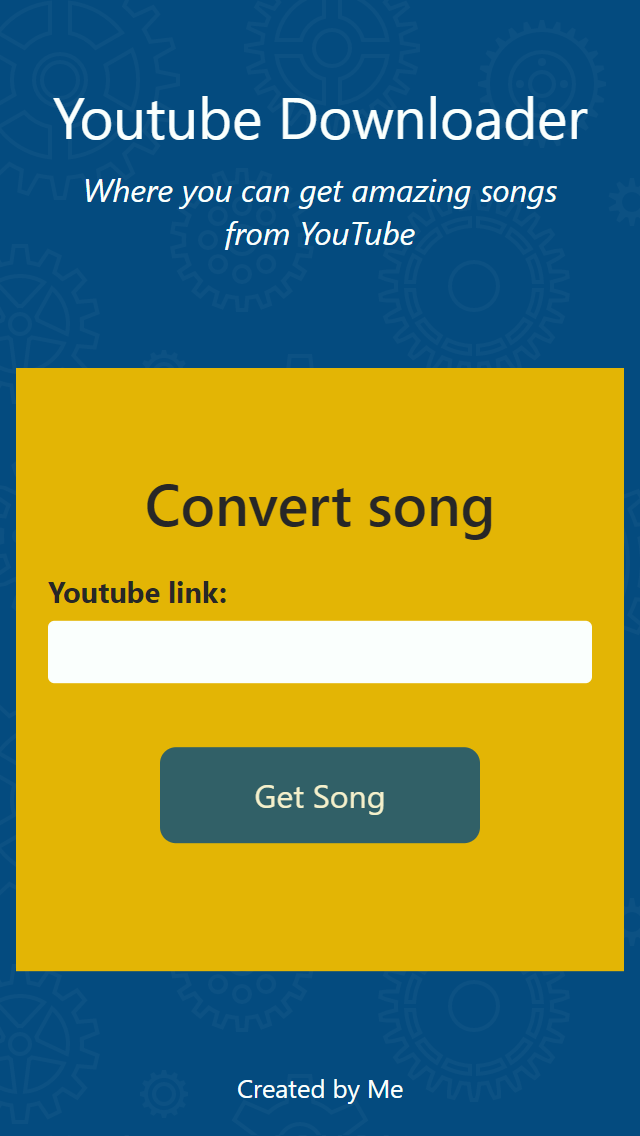 Youtube Downloader
Where you can get amazing songs
from YouTube
Convert song
Youtube link:
Get Song
Created by Me